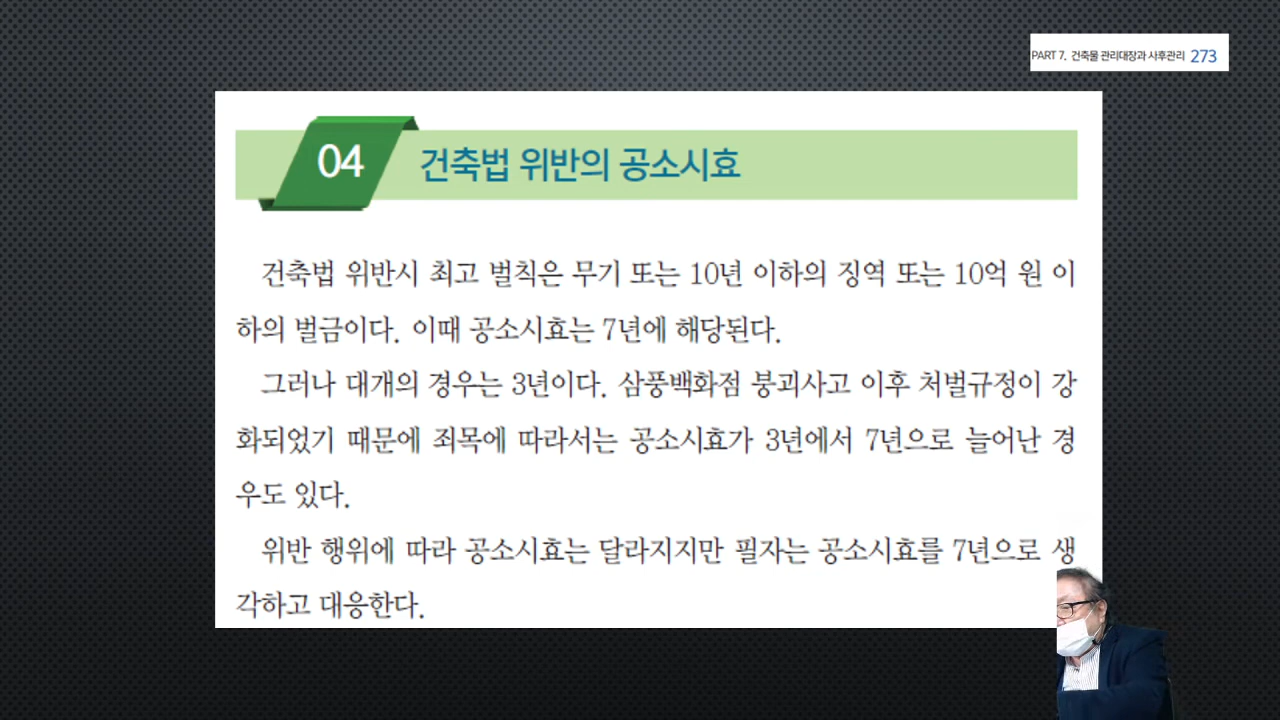 PART 7. 건축물 관리대장과 사후관리 273
04 건축법 위반의 공소시효
건축법 위반시 최고 벌칙은 무기 또는 10년 이하의 징역 또는 10억 원 이
하의 벌금이다. 이때 공소시효는 7년에 해당된다.
그러나 대개의 경우는 3년이다. 삼풍백화점 붕괴사고 이후 처벌규정이 강
화되었기 때문에 죄목에 따라서는 공소시효가 3년에서 7년으로 늘어난 경
우도 있다.
위반 행위에 따라 공소시효는 달라지지만 필자는 공소시효를 7년으로 생
각하고 대응한다.